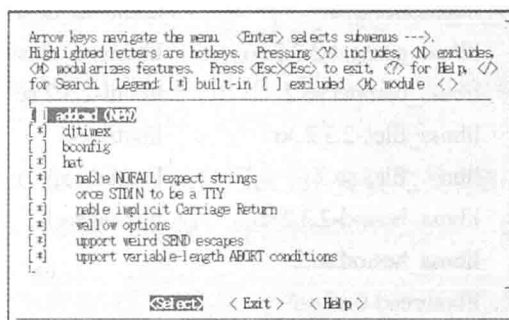 Arrow keys navigate the menu. <Enter> selects submenus --->.
Highlighted letters are hotkeys. Pressing <Y> includes, <N> excludes,
<M> modularizes features. Press <Esc><Esc> to exit, <?> for Help, </>
for Search. Legend: [*] built-in [ ] excluded <M> module < >
[ ] addcmd (NEW)
[*] djtimex
[ ] bconfig
[*] hat
[*] nable NOFAIL expect strings
[ ] orce STDIN to be a TTY
[*] nable implicit Carriage Return
[*] wallow options
[*] upport weird SEND escapes
[*] upport variable-length ABORT conditions
<Select> < Exit > < Help >